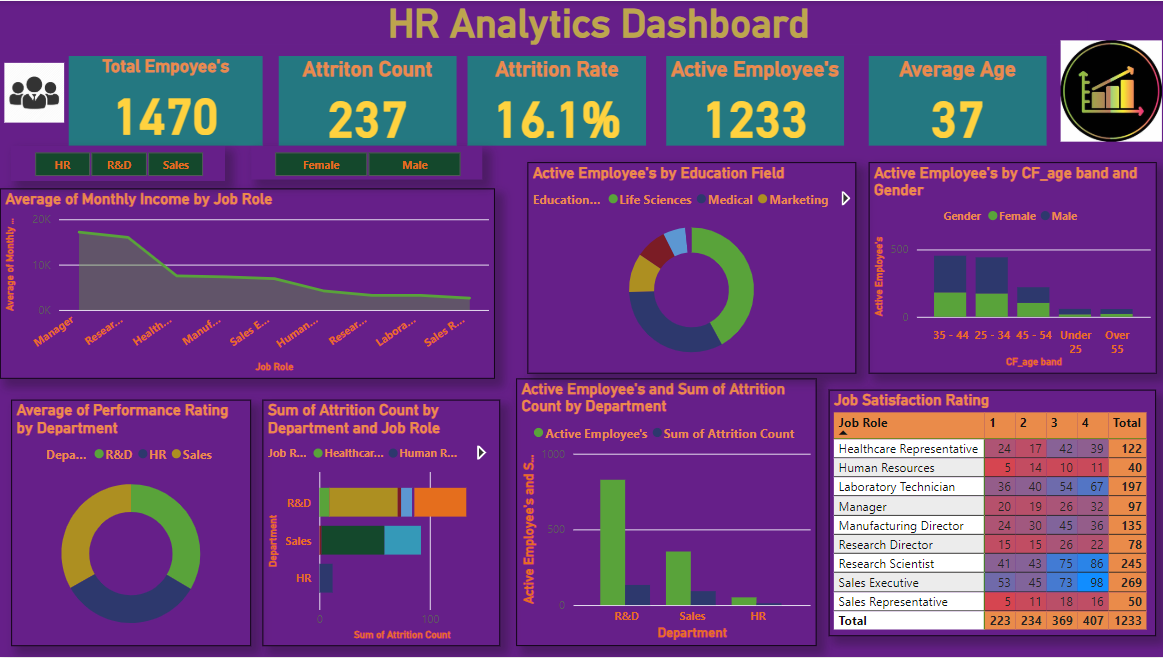 HR Analytics Dashboard
Total Empoyee's
1470
Attriton Count
237
Attrition Rate
16.1%
Active Employee's
1233
Average Age
37
HR R&D Sales
Female Male
Average of Monthly Income by Job Role
Average of Monthly ...
20K
10K
0K
Manager
Resear...
Health...
Manuf...
Sales E...
Human...
Resear...
Labora...
Sales R...
Job Role
Active Employee's by Education Field
Education... Life Sciences Medical Marketing
Active Employee's by CF_age band and
Gender
Gender Female Male
Active Employee's
500
0
35 - 44 25 - 34 45 - 54 Under Over
25 55
CF_age band
Average of Performance Rating
by Department
Depa... R&D HR Sales
Sum of Attrition Count by
Department and Job Role
Job R... Healthcar... Human R...
Department
R&D
Sales
HR
0 100
Sum of Attrition Count
Active Employee's and Sum of Attrition
Count by Department
Active Employee's Sum of Attrition Count
Active Employee's and S...
1000
500
0
R&D Sales HR
Department
Job Satisfaction Rating
Job Role 1 2 3 4 Total
Healthcare Representative 24 17 42 39 122
Human Resources 5 14 10 11 40
Laboratory Technician 36 40 54 67 197
Manager 20 19 26 32 97
Manufacturing Director 24 30 45 36 135
Research Director 15 15 26 22 78
Research Scientist 41 43 75 86 245
Sales Executive 53 45 73 98 269
Sales Representative 5 11 18 16 50
Total 223 234 369 407 1233